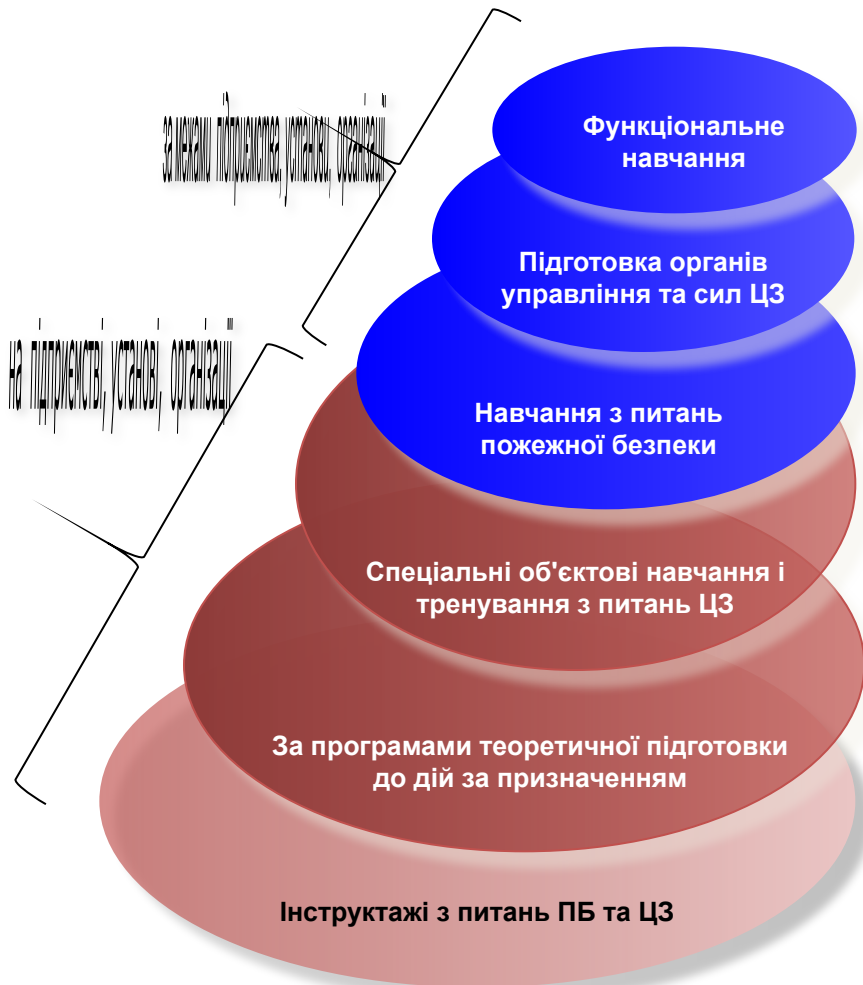 за межами підприємства, установи, організації
на підприємстві, установі, організації
Функціональне
навчання
Підготовка органів
управління та сил ЦЗ
Навчання з питань
пожежної безпеки
Спеціальні об'єктові навчання і
тренування з питань ЦЗ
За програмами теоретичної підготовки
до дій за призначенням
Інструктажі з питань ПБ та ЦЗ